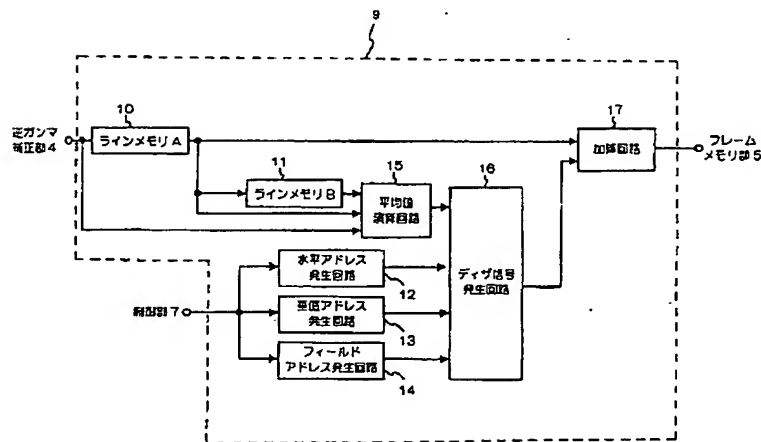 9
逆ガンマ
補正部4
10
ラインメモリA
11
ラインメモリB
15
平均値
演算回路
16
ディザ信号
発生回路
17
加算回路
フレーム
メモリ部5
制御部7
水平アドレス
発生回路
12
垂直アドレス
発生回路
13
フィールド
アドレス発生回路
14